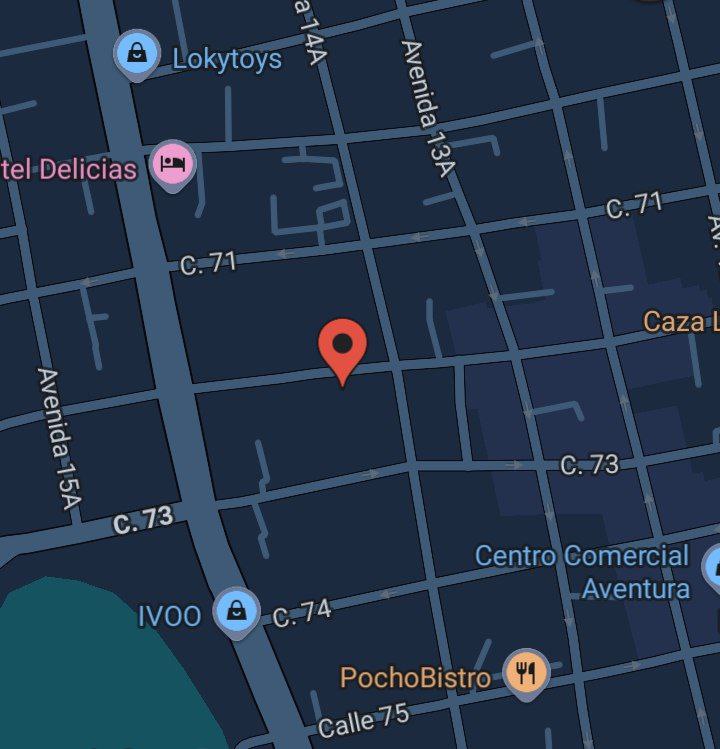 a 14A
Lokytoys
Avenida 13A
tel Delicias
C. 71
C. 71
Caza L
Avenida 15A
C. 73
C. 73
Centro Comercial
Aventura
IVOO
C. 74
PochoBistro
Calle 75